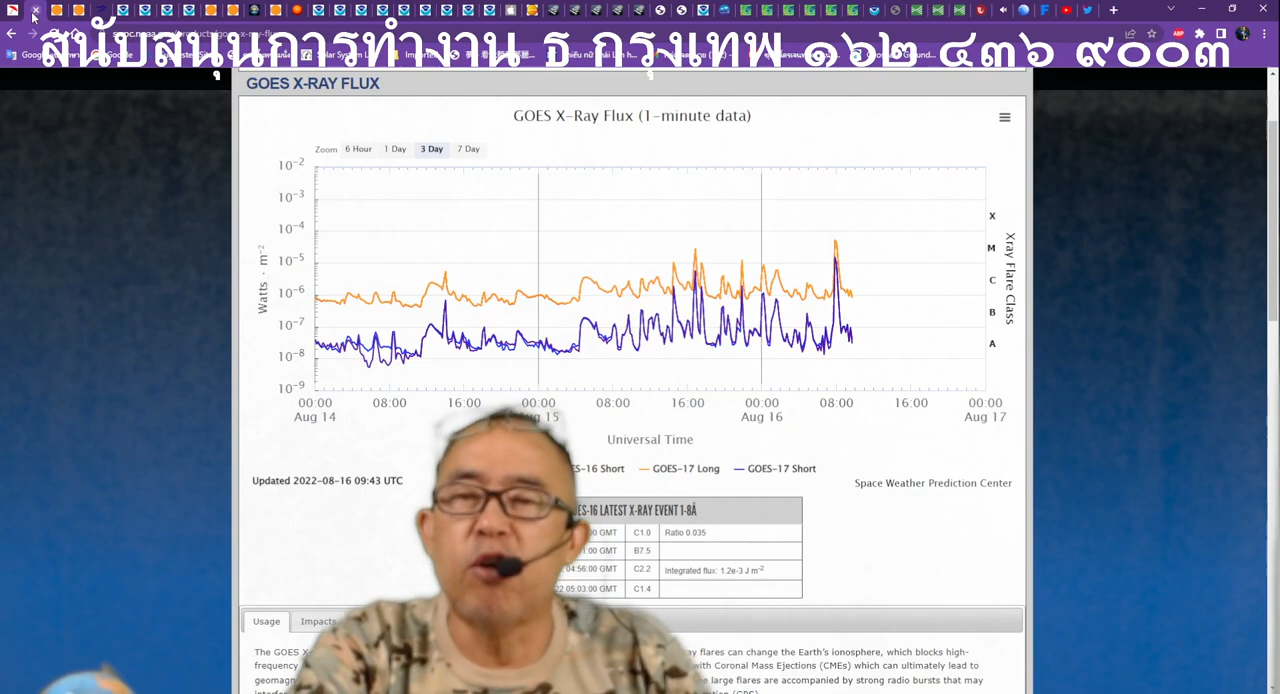 สนับสนุนการทำงาน ธ กรุงเทพ ๑๖๒ ๔๓๖ ๙๐๐๓
GOES X-RAY FLUX
GOES X-Ray Flux (1-minute data)
Zoom 6 Hour 1 Day 3 Day 7 Day
10-2
10-3
10-4
10-5
10-6
10-7
10-8
10-9
Watts · m-2
X
M
C
B
A
Xray Flare Class
00:00 08:00 16:00 00:00 08:00 16:00 00:00 08:00 16:00 00:00
Aug 14 Aug 16 Aug 17
Universal Time
Short GOES-17 Long GOES-17 Short
Updated 2022-08-16 09:43 UTC
Space Weather Prediction Center
LATEST X-RAY EVENT 1-8Å
GMT C1.0 Ratio 0.035
GMT B7.5
04:56:00 GMT C2.2 Integrated flux: 1.2e-3 J m-2
05:03:00 GMT C1.4
Usage Impacts
The GOES flares can change the Earth's ionosphere, which blocks high-
frequency with Coronal Mass Ejections (CMEs) which can ultimately lead to
large flares are accompanied by strong radio bursts that may